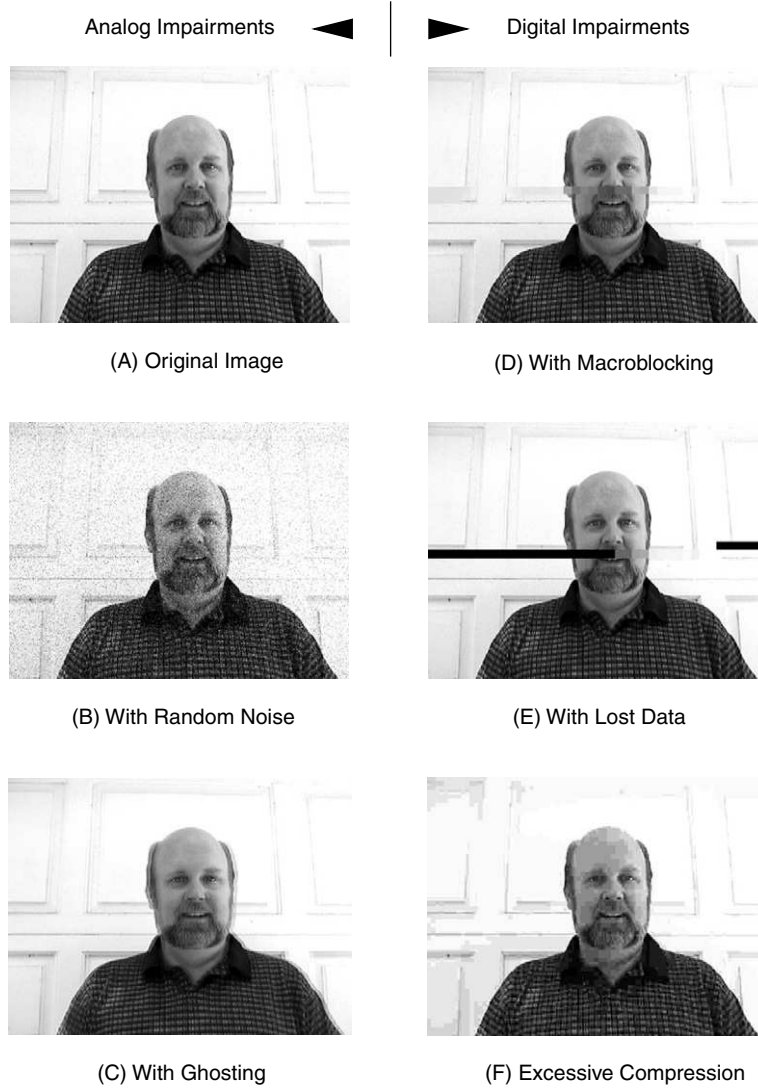 Analog Impairments
Digital Impairments
(A) Original Image
(D) With Macroblocking
(B) With Random Noise
(E) With Lost Data
(C) With Ghosting
(F) Excessive Compression